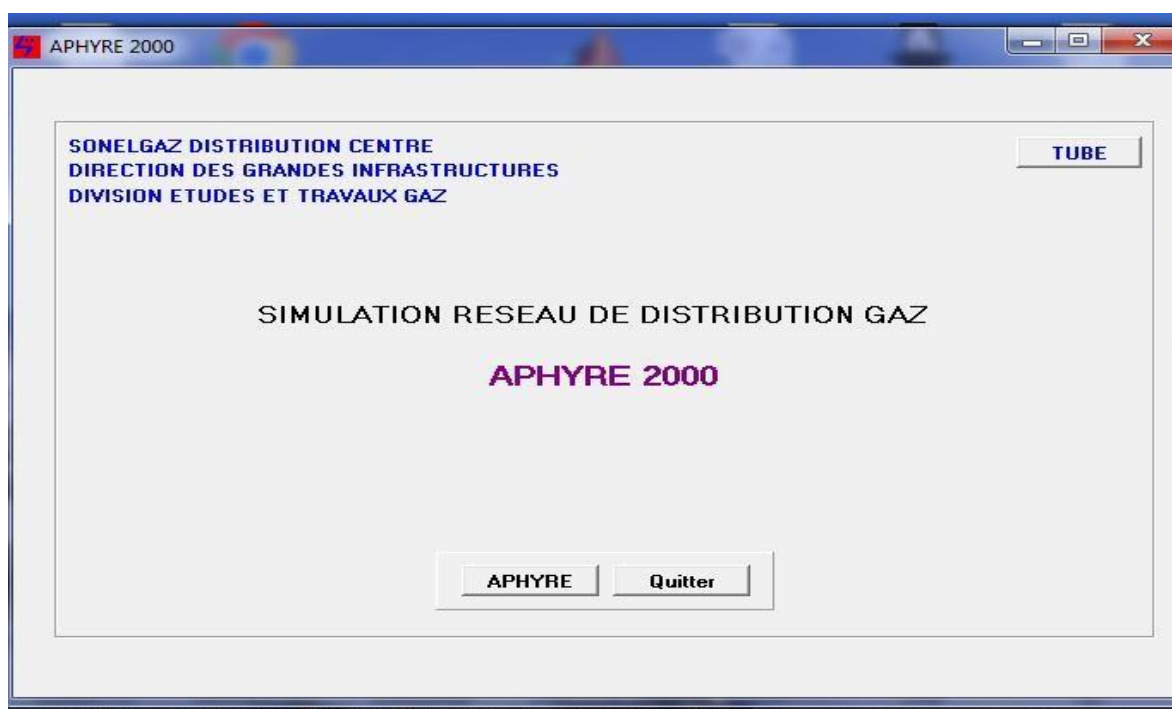 APHYRE 2000
SONELGAZ DISTRIBUTION CENTRE
DIRECTION DES GRANDES INFRASTRUCTURES
DIVISION ETUDES ET TRAVAUX GAZ
TUBE
SIMULATION RESEAU DE DISTRIBUTION GAZ
APHYRE 2000
APHYRE
Quitter